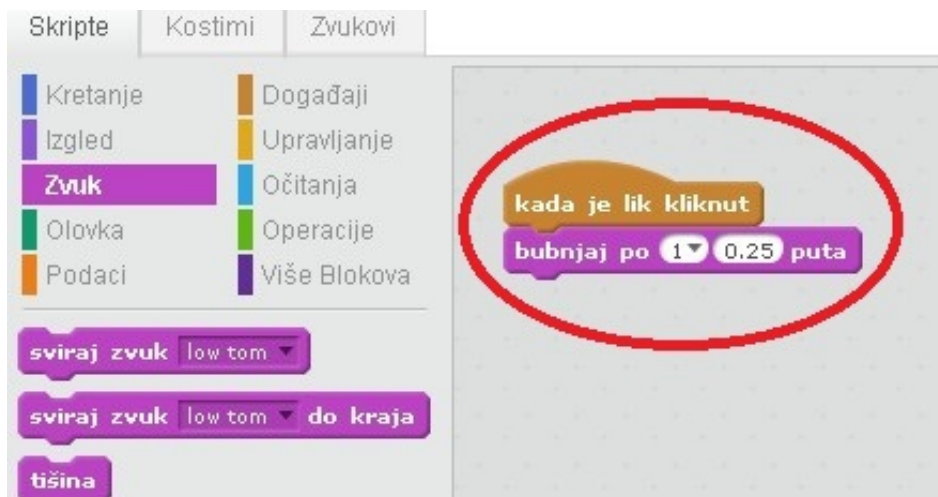 Skripte Kostimi Zvukovi
Kretanje Događaji
Izgled Upravljanje
Zvuk Očitanja
Olovka Operacije
Podaci Više Blokova
kada je lik kliknut
bubnjaj po 1 0.25 puta
sviraj zvuk low tom
sviraj zvuk low tom do kraja
tišina